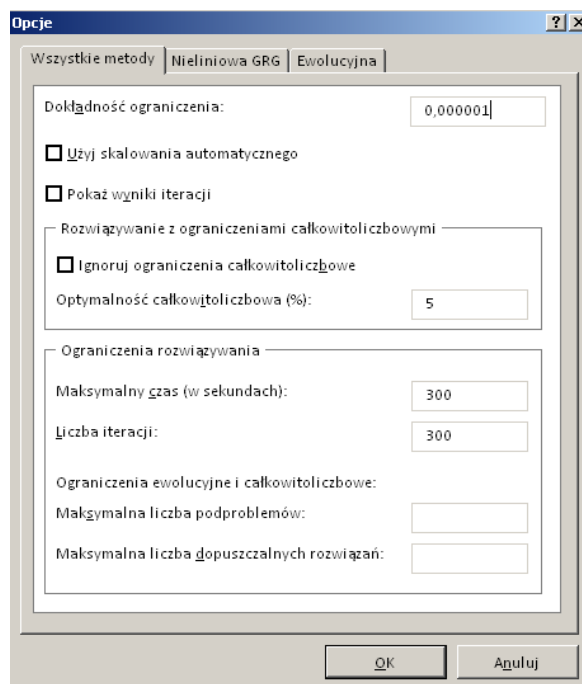 Opcje
Wszystkie metody Nieliniowa GRG Ewolucyjna
Dokładność ograniczenia: 0,000001
Użyj skalowania automatycznego
Pokaż wyniki iteracji
Rozwiązywanie z ograniczeniami całkowitoliczbowymi
Ignoruj ograniczenia całkowitoliczbowe
Optymalność całkowitoliczbowa (%): 5
Ograniczenia rozwiązywania
Maksymalny czas (w sekundach): 300
Liczba iteracji: 300
Ograniczenia ewolucyjne i całkowitoliczbowe:
Maksymalna liczba podproblemów:
Maksymalna liczba dopuszczalnych rozwiązań:
OK Anuluj